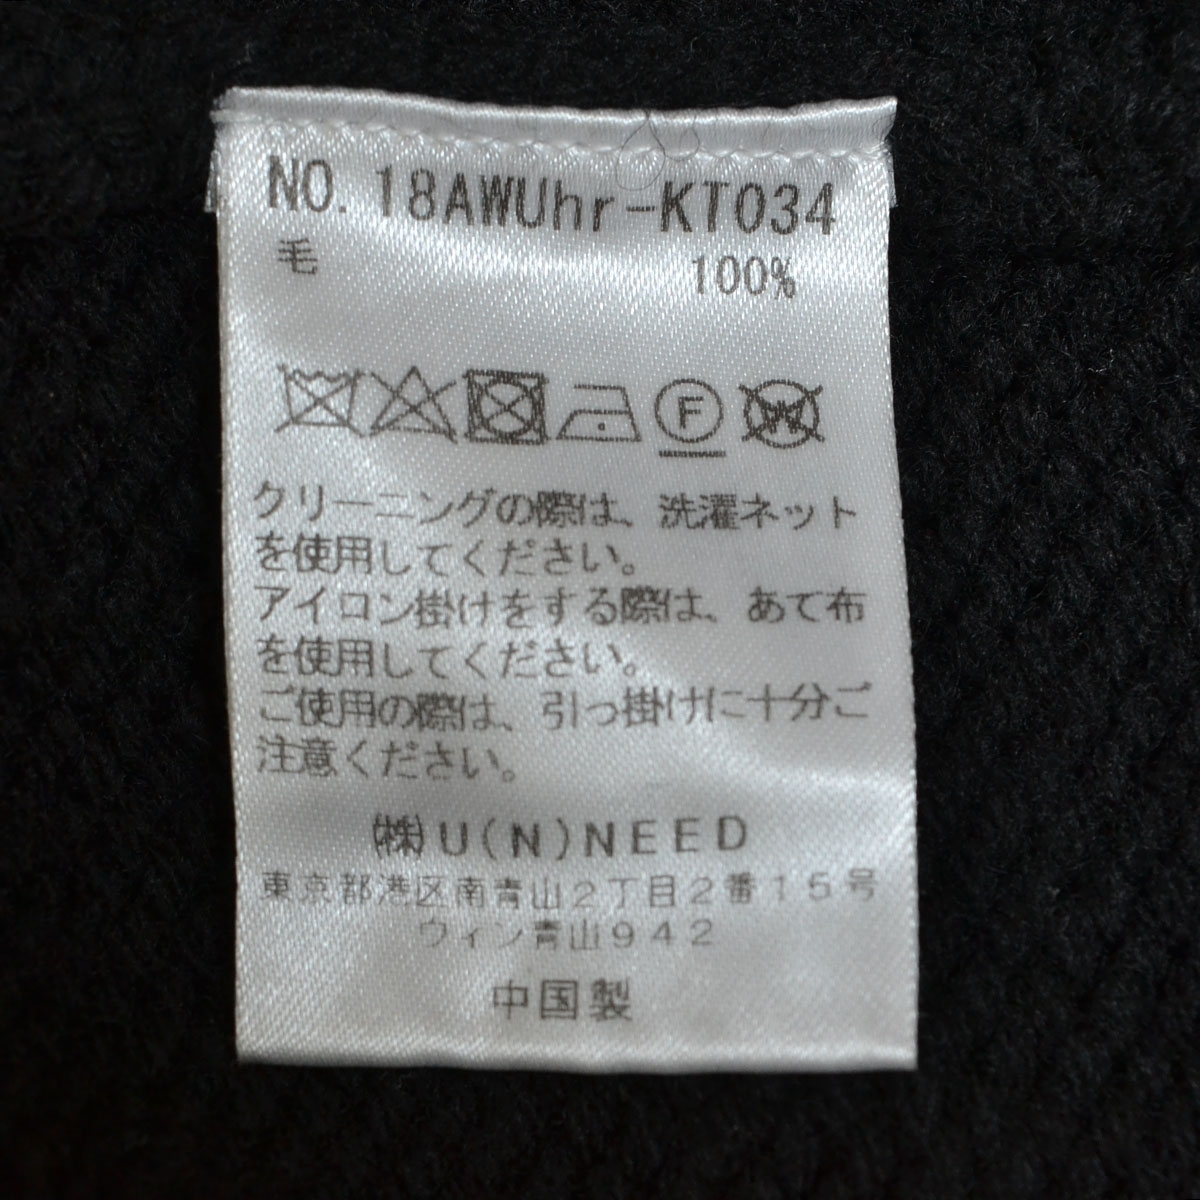 NO. 18AWUhr-KT034
毛 100%
F W
クリーニングの際は、洗濯ネット
を使用してください。
アイロン掛けをする際は、あて布
を使用してください。
ご使用の際は、引っ掛けに十分ご
注意ください。
㈱U(N)NEED
東京都港区南青山2丁目2番15号
ウィン青山942
中国製